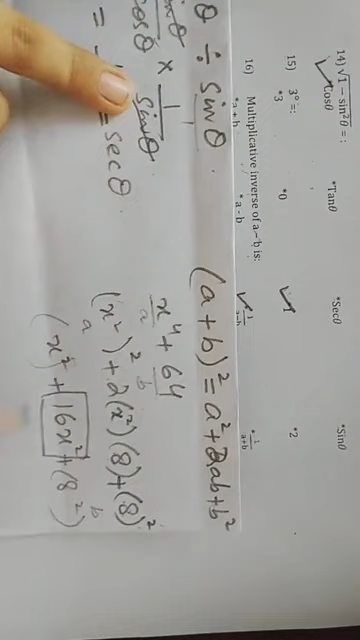 14) √1 − sin²θ = :
*Cosθ *Tanθ *Secθ *Sinθ
15) 3⁰ = :
*3 *0 *2
16) Multiplicative inverse of a−b is:
*a + b *a - b *1/a−b *1/a+b
θ ÷ sinθ.
sinθ/cosθ × 1/sinθ
= secθ
(a+b)² = a² + 2ab + b²
x⁴ + 64
a b
(x²)² + 2(x²)(8) + (8)²
a b
(x² + 16x² + (8²)